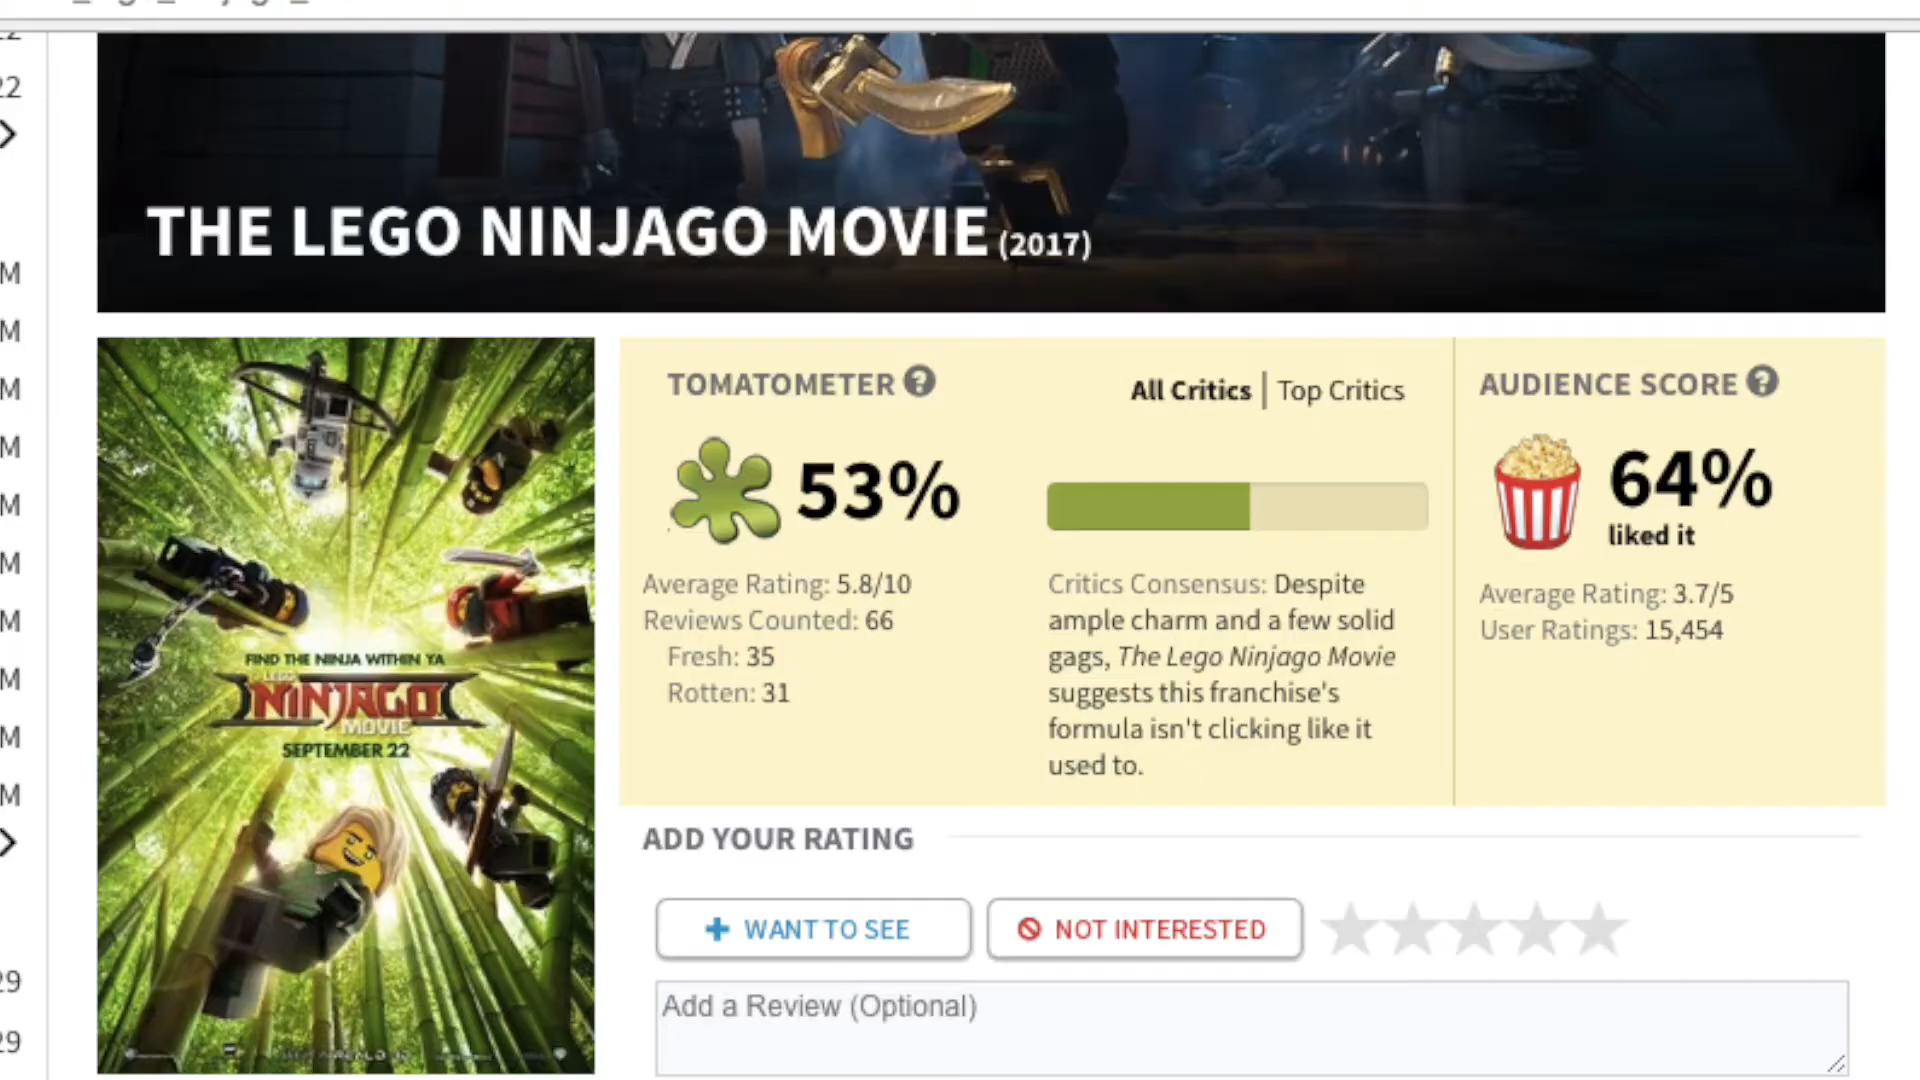 22
M
M
M
M
M
M
M
M
M
M
29
29
THE LEGO NINJAGO MOVIE (2017)
FIND THE NINJA WITHIN YA
LEGO
NINJAGO
MOVIE
SEPTEMBER 22
TOMATOMETER ?
All Critics | Top Critics
53%
Average Rating: 5.8/10
Reviews Counted: 66
Fresh: 35
Rotten: 31
Critics Consensus: Despite
ample charm and a few solid
gags, The Lego Ninjago Movie
suggests this franchise's
formula isn't clicking like it
used to.
AUDIENCE SCORE ?
64%
liked it
Average Rating: 3.7/5
User Ratings: 15,454
ADD YOUR RATING
WANT TO SEE
NOT INTERESTED
Add a Review (Optional)